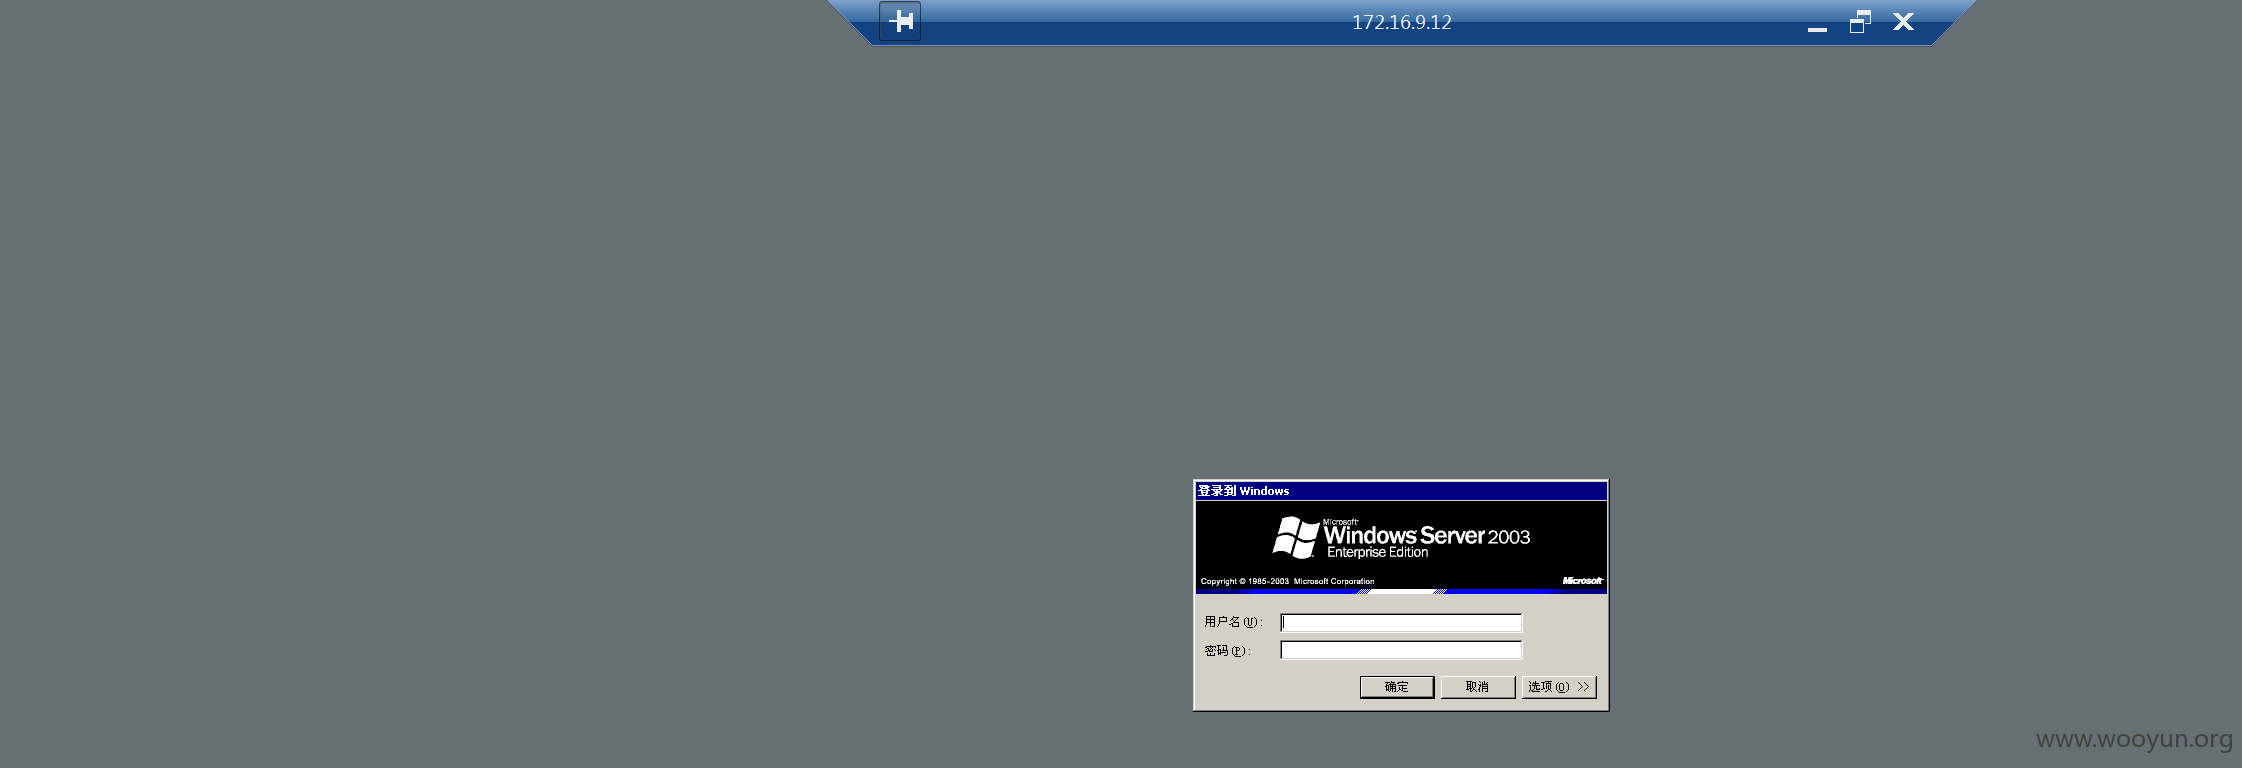 172.16.9.12
登录到 Windows
Microsoft
Windows Server 2003
Enterprise Edition
Copyright © 1985-2003 Microsoft Corporation
Microsoft
用户名(U):
密码(P):
确定 取消 选项(O) >>
www.wooyun.org